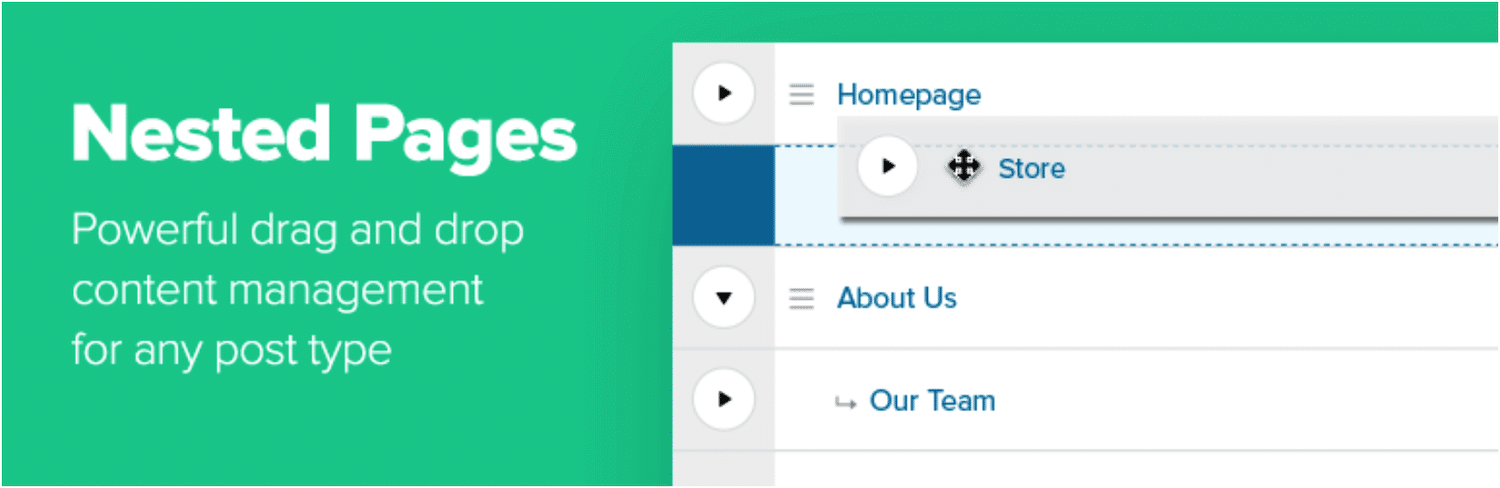 Nested Pages
Powerful drag and drop
content management
for any post type
Homepage
Store
About Us
Our Team